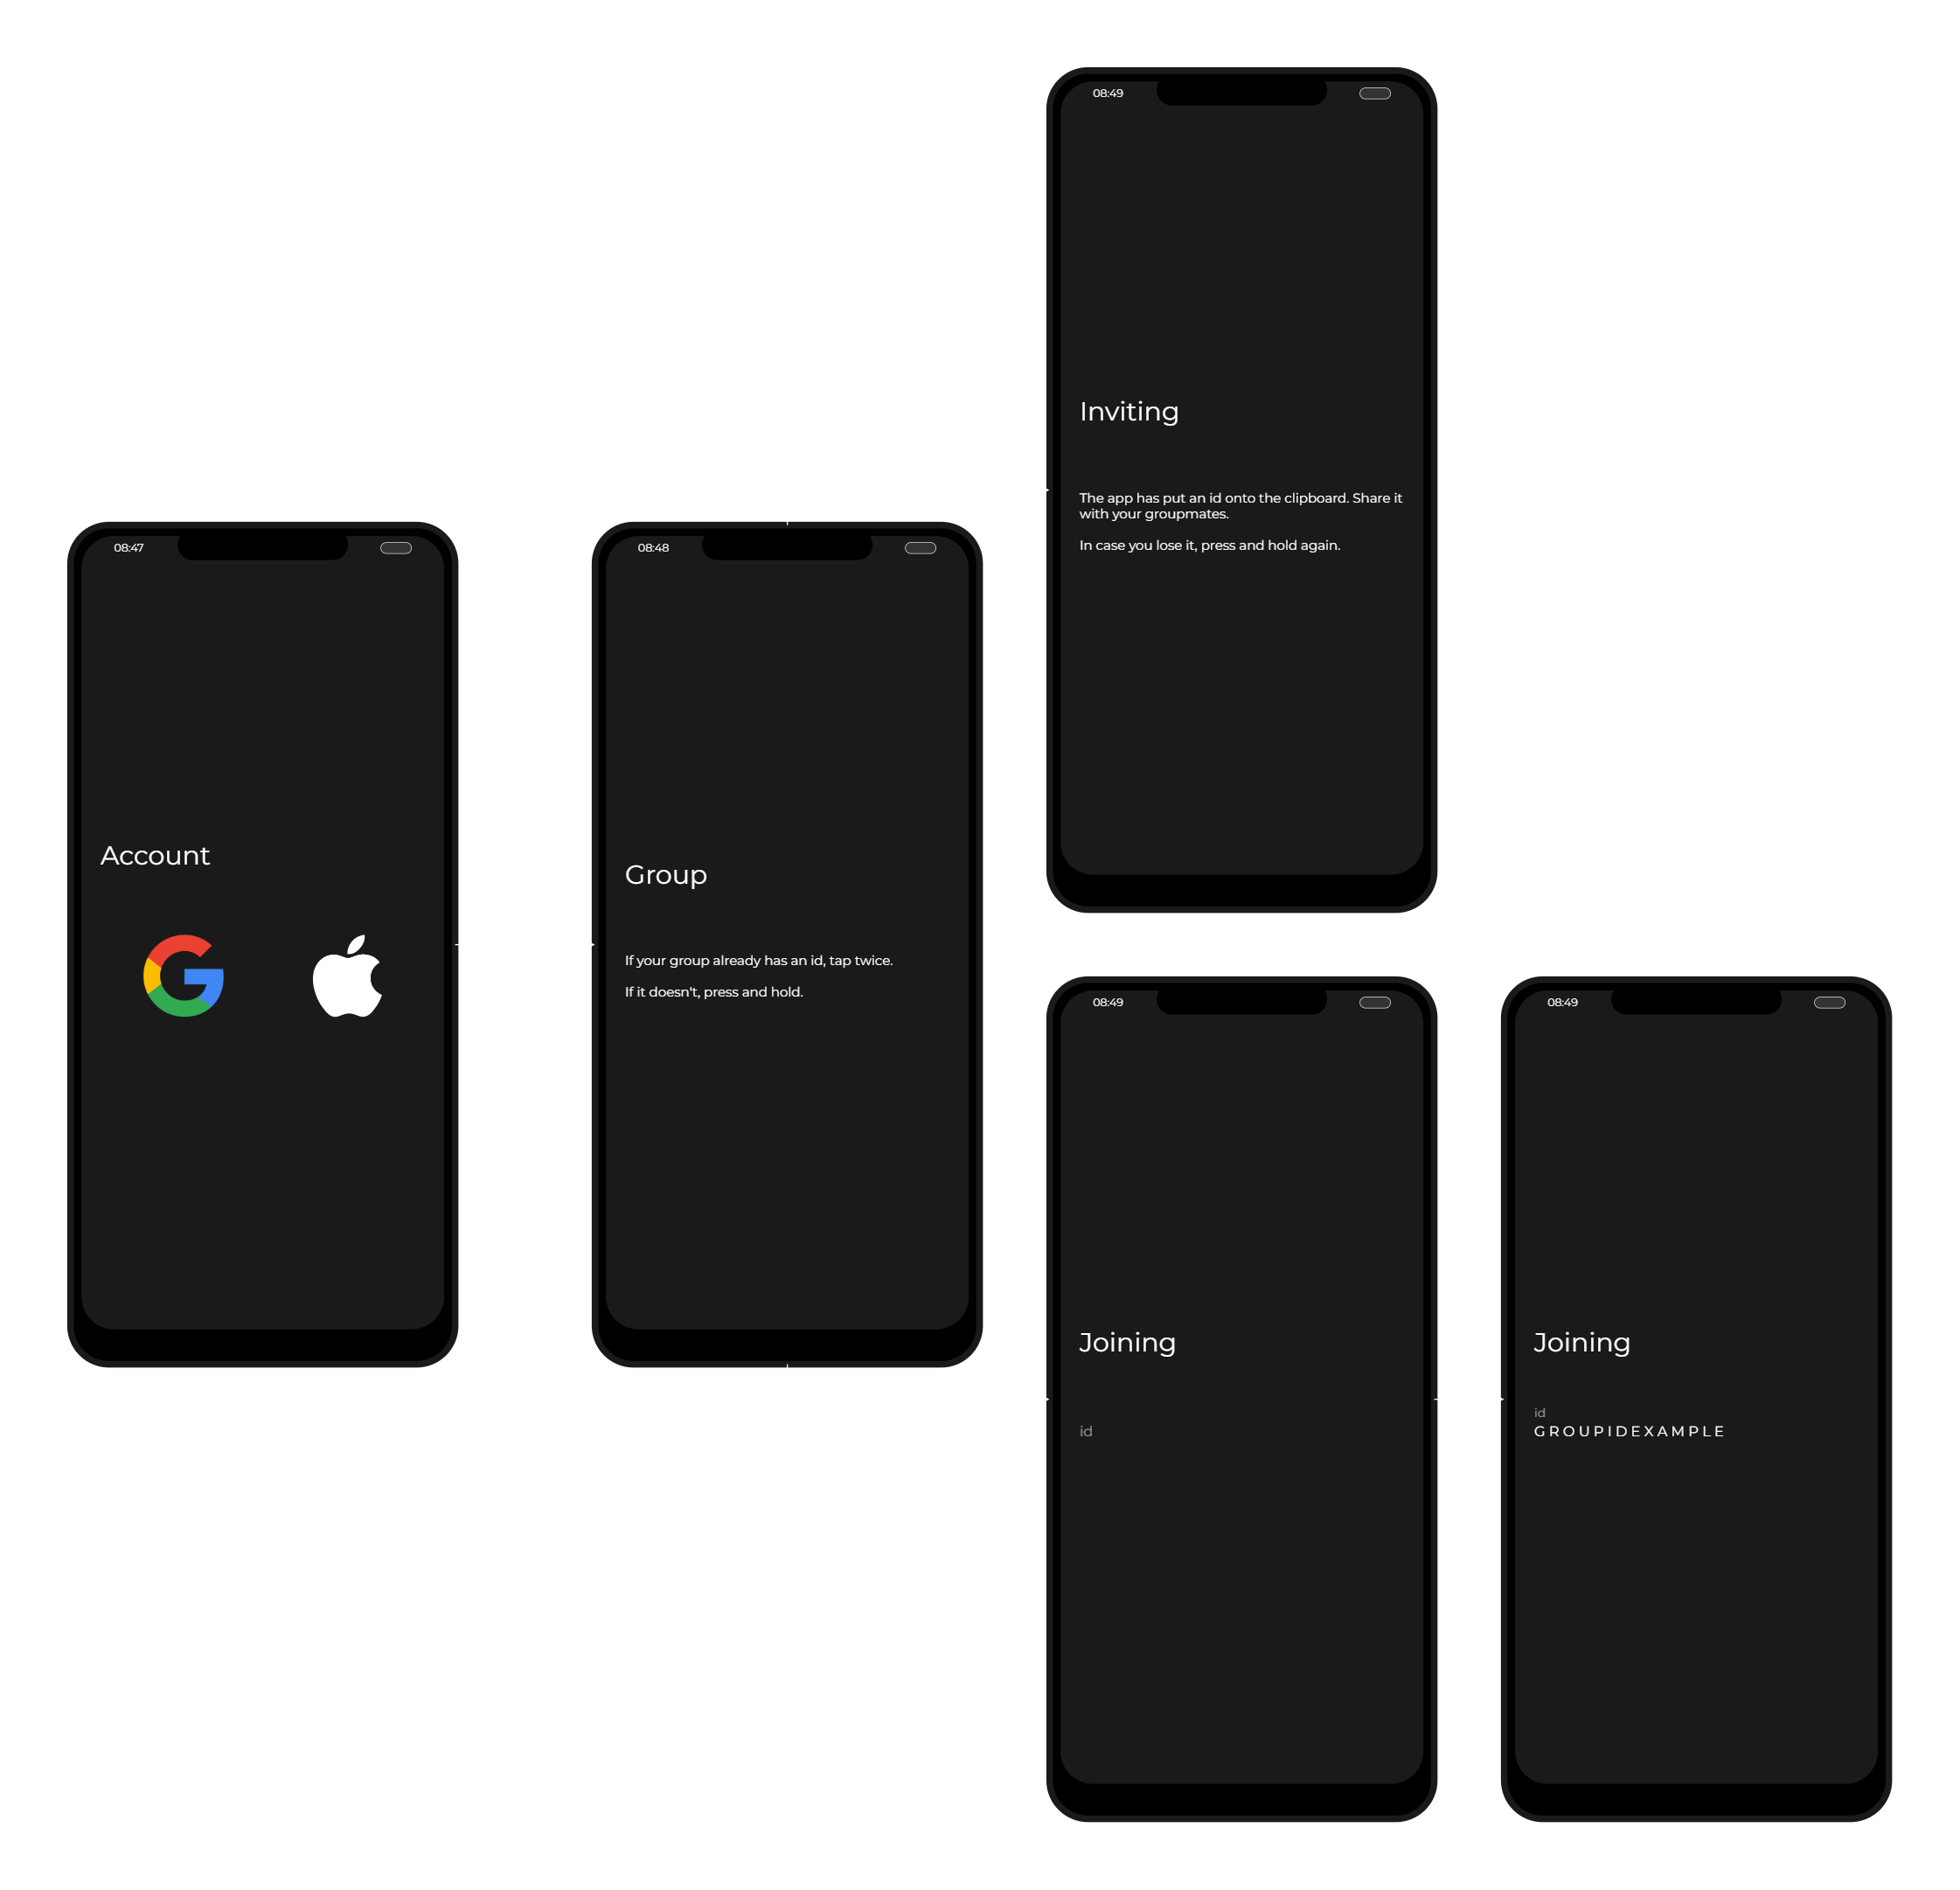 08:47
Account
08:48
Group
If your group already has an id, tap twice.
If it doesn't, press and hold.
08:49
Inviting
The app has put an id onto the clipboard. Share it
with your groupmates.
In case you lose it, press and hold again.
08:49
Joining
id
08:49
Joining
id
GROUPIDEXAMPLE